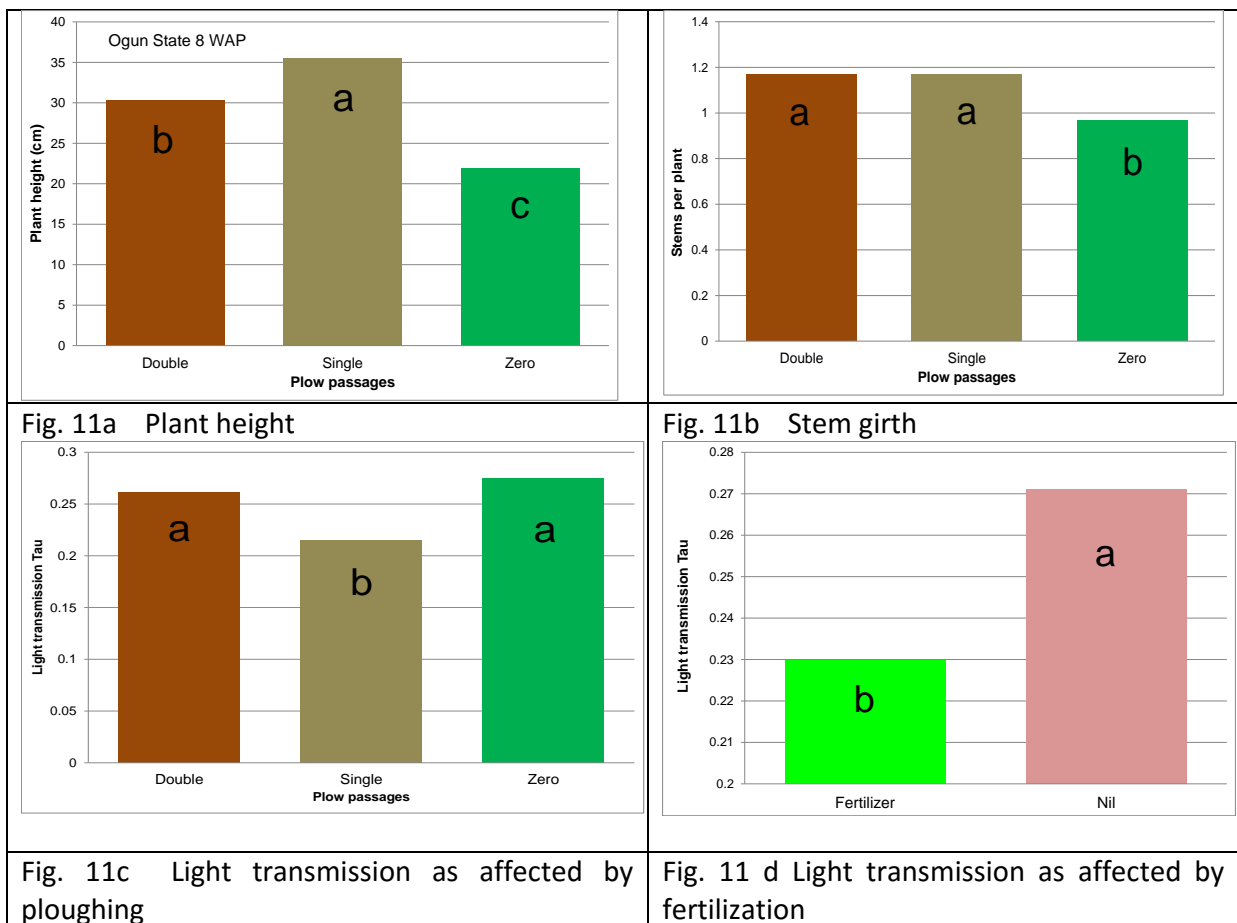 40
35
30
25
20
15
10
5
0
Plant height (cm)
Ogun State 8 WAP
b
a
c
Double Single Zero
Plow passages
1.4
1.2
1
0.8
0.6
0.4
0.2
0
Stems per plant
a
a
b
Double Single Zero
Plow passages
Fig. 11a Plant height
Fig. 11b Stem girth
0.3
0.25
0.2
0.15
0.1
0.05
0
Light transmission Tau
a
b
a
Double Single Zero
Plow passages
0.28
0.27
0.26
0.25
0.24
0.23
0.22
0.21
0.2
Light transmission Tau
b
a
Fertilizer Nil
Fig. 11c Light transmission as affected by
ploughing
Fig. 11 d Light transmission as affected by
fertilization